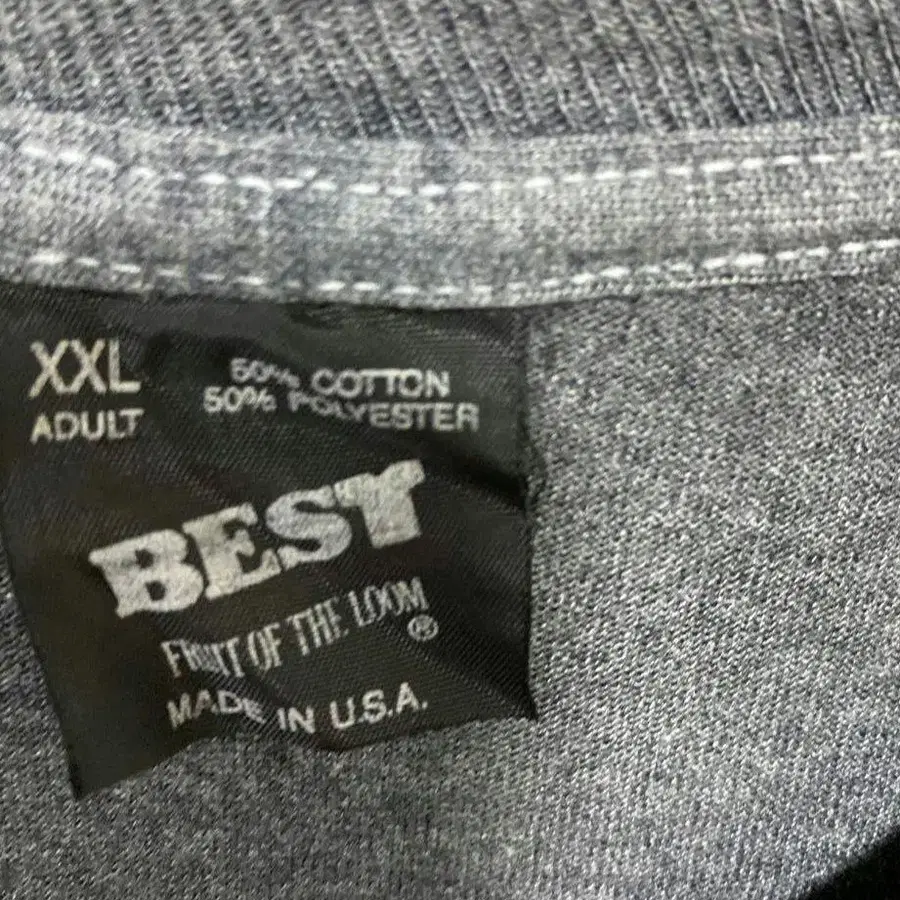 XXL
ADULT
50% COTTON
50% POLYESTER
BEST
FRUIT OF THE LOOM
®
MADE IN U.S.A.